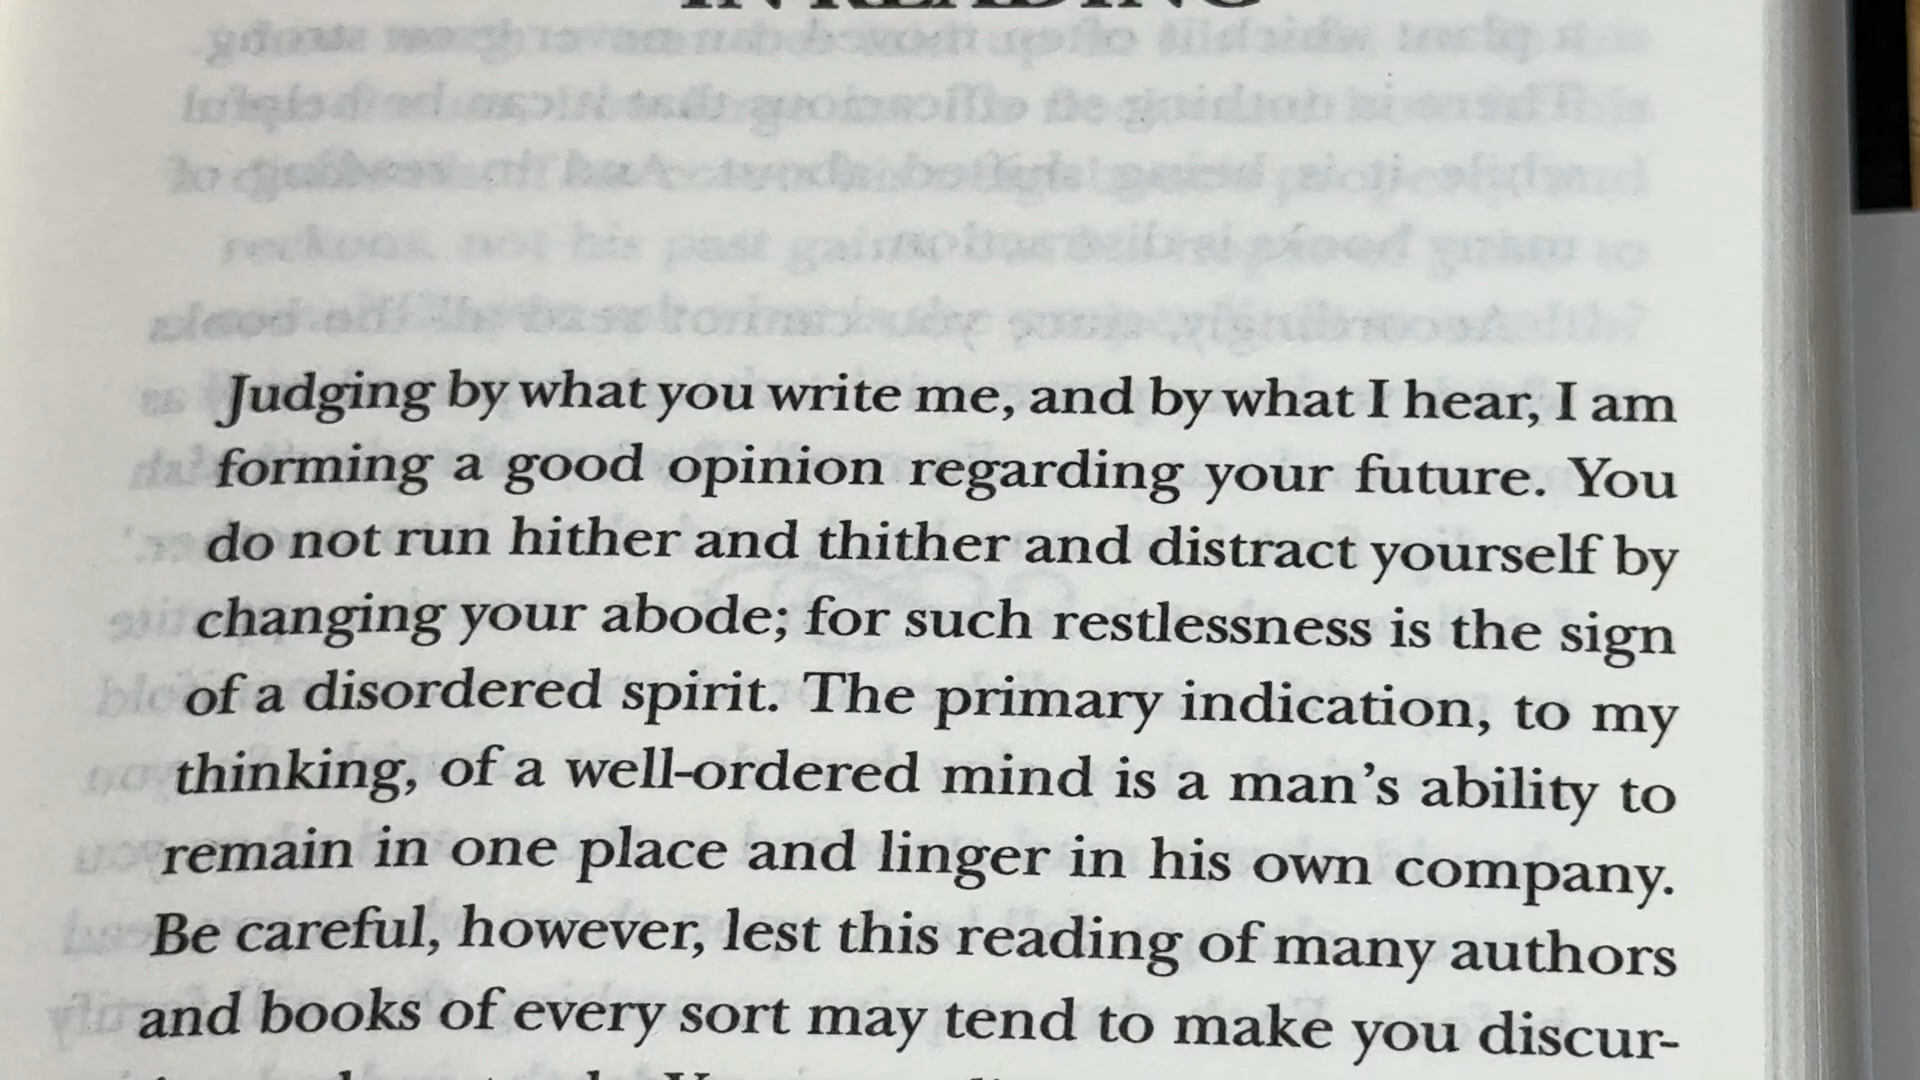 IN READING
Judging by what you write me, and by what I hear, I am
forming a good opinion regarding your future. You
do not run hither and thither and distract yourself by
changing your abode; for such restlessness is the sign
of a disordered spirit. The primary indication, to my
thinking, of a well-ordered mind is a man’s ability to
remain in one place and linger in his own company.
Be careful, however, lest this reading of many authors
and books of every sort may tend to make you discur-